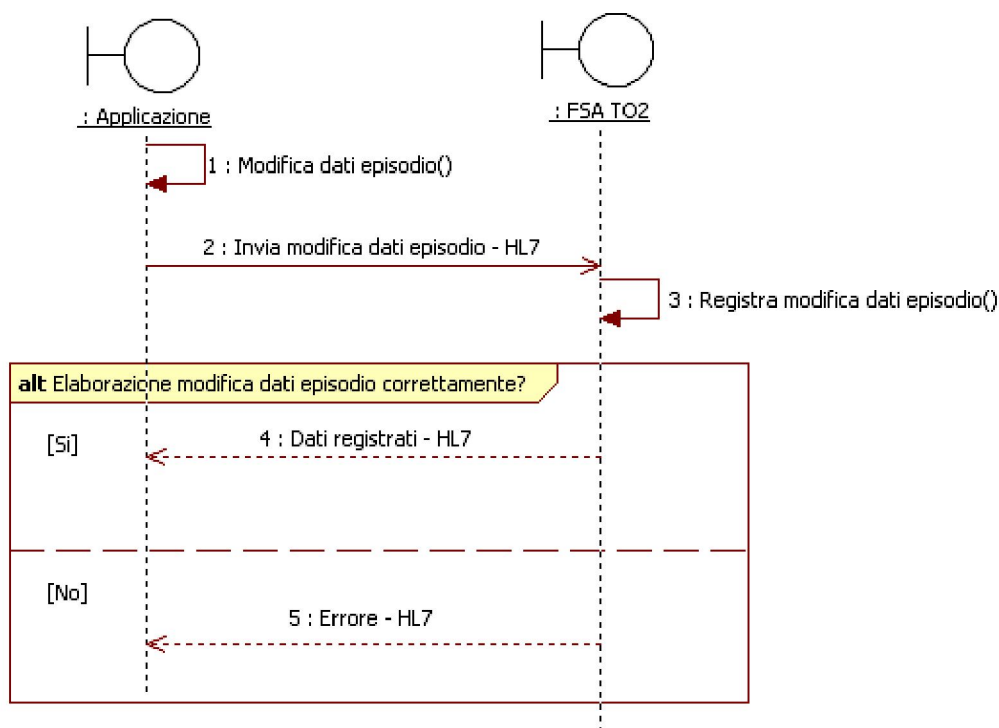 : Applicazione
: FSA TO2
1 : Modifica dati episodio()
2 : Invia modifica dati episodio - HL7
3 : Registra modifica dati episodio()
alt Elaborazione modifica dati episodio correttamente?
[Si]
4 : Dati registrati - HL7
[No]
5 : Errore - HL7